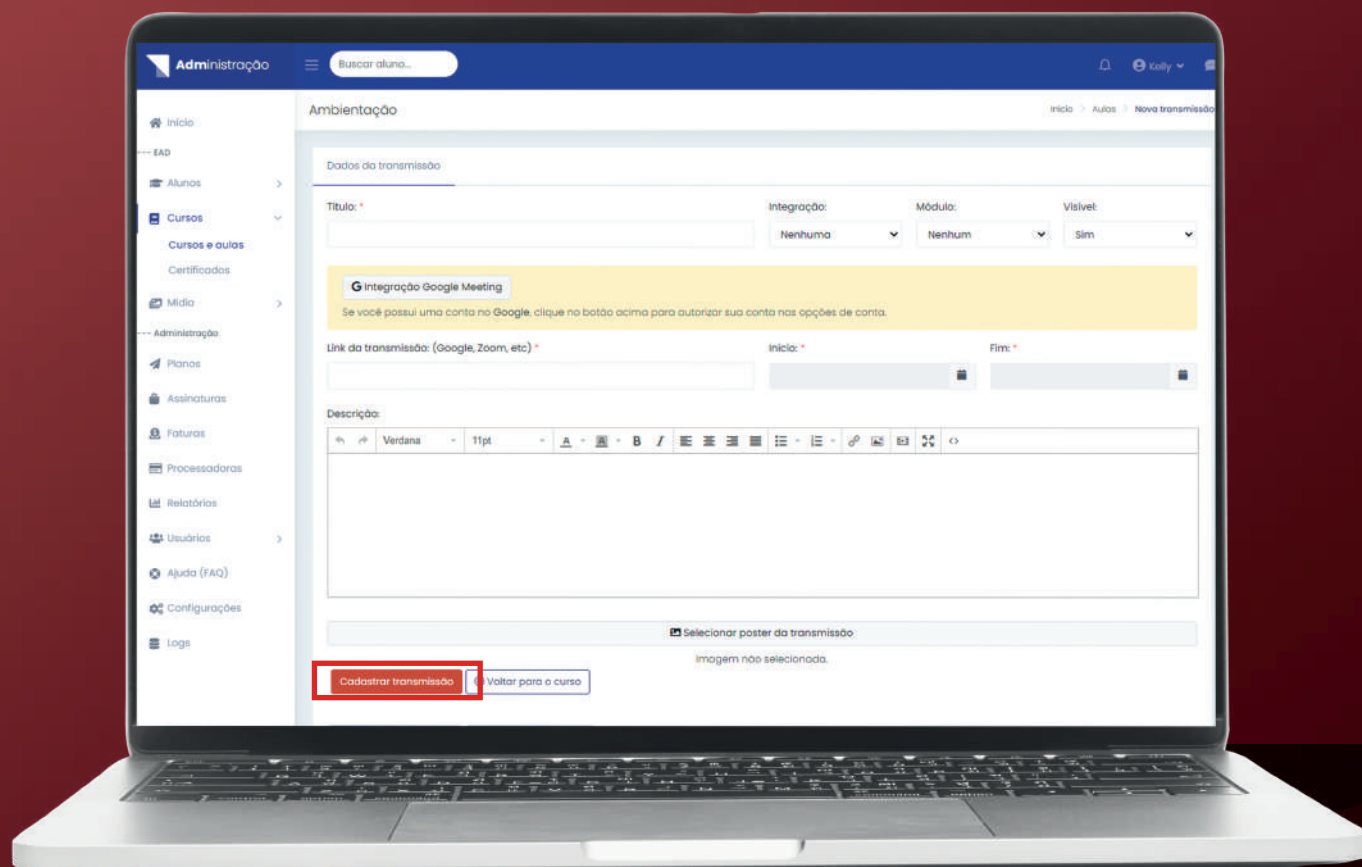 Administração
Buscar aluno...
Kelly
Ambientação
Início > Aulas > Nova transmissão
Início
--- EAD
Alunos
Cursos
Cursos e aulas
Certificados
Mídia
--- Administração
Planos
Assinaturas
Faturas
Processadoras
Relatórios
Usuários
Ajuda (FAQ)
Configurações
Logs
Dados da transmissão
Título: *
Integração:
Módulo:
Visível:
Nenhuma
Nenhum
Sim
G Integração Google Meeting
Se você possui uma conta no Google, clique no botão acima para autorizar sua conta nas opções de conta.
Link da transmissão: (Google, Zoom, etc) *
Início: *
Fim: *
Descrição:
Verdana
11pt
A
A
B
I
Selecionar poster da transmissão
Imagem não selecionada.
Cadastrar transmissão
Voltar para o curso